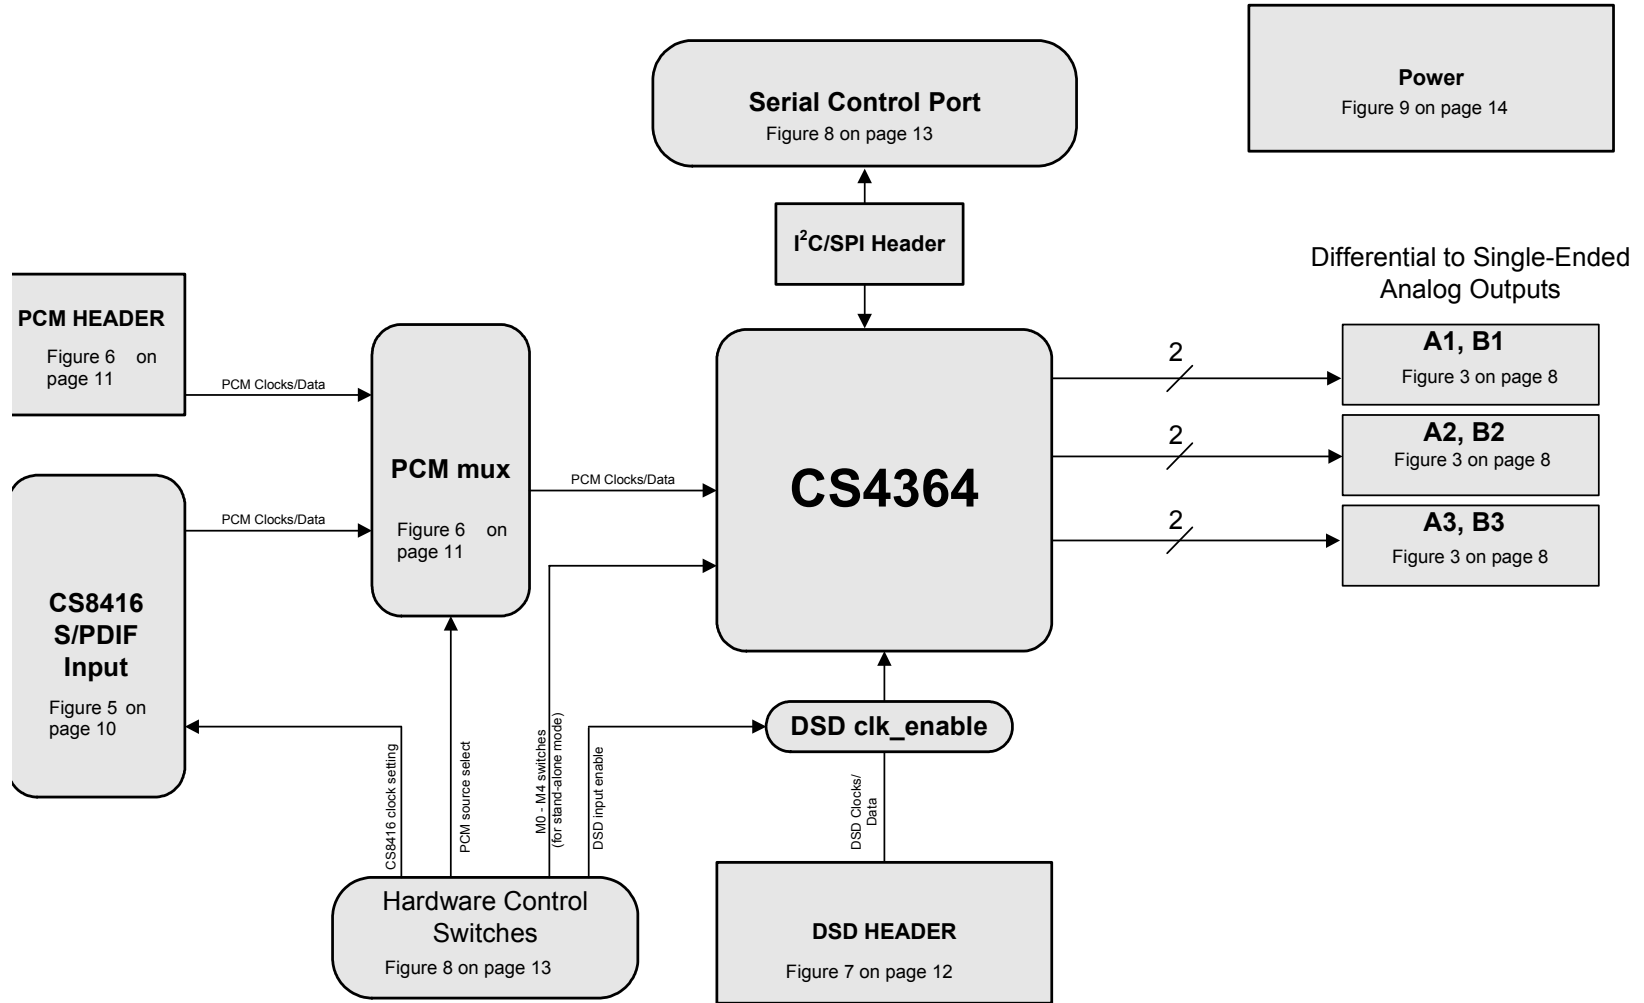 Power
Figure 9 on page 14
Serial Control Port
Figure 8 on page 13
I²C/SPI Header
Differential to Single-Ended
Analog Outputs
PCM HEADER
Figure 6 on
page 11
PCM Clocks/Data
PCM mux
Figure 6 on
page 11
PCM Clocks/Data
CS4364
2
A1, B1
Figure 3 on page 8
2
A2, B2
Figure 3 on page 8
2
A3, B3
Figure 3 on page 8
PCM Clocks/Data
CS8416
S/PDIF
Input
Figure 5 on
page 10
CS8416 clock setting
PCM source select
M0 - M4 switches
(for stand-alone mode)
DSD input enable
DSD clk_enable
DSD Clocks/
Data
Hardware Control
Switches
Figure 8 on page 13
DSD HEADER
Figure 7 on page 12